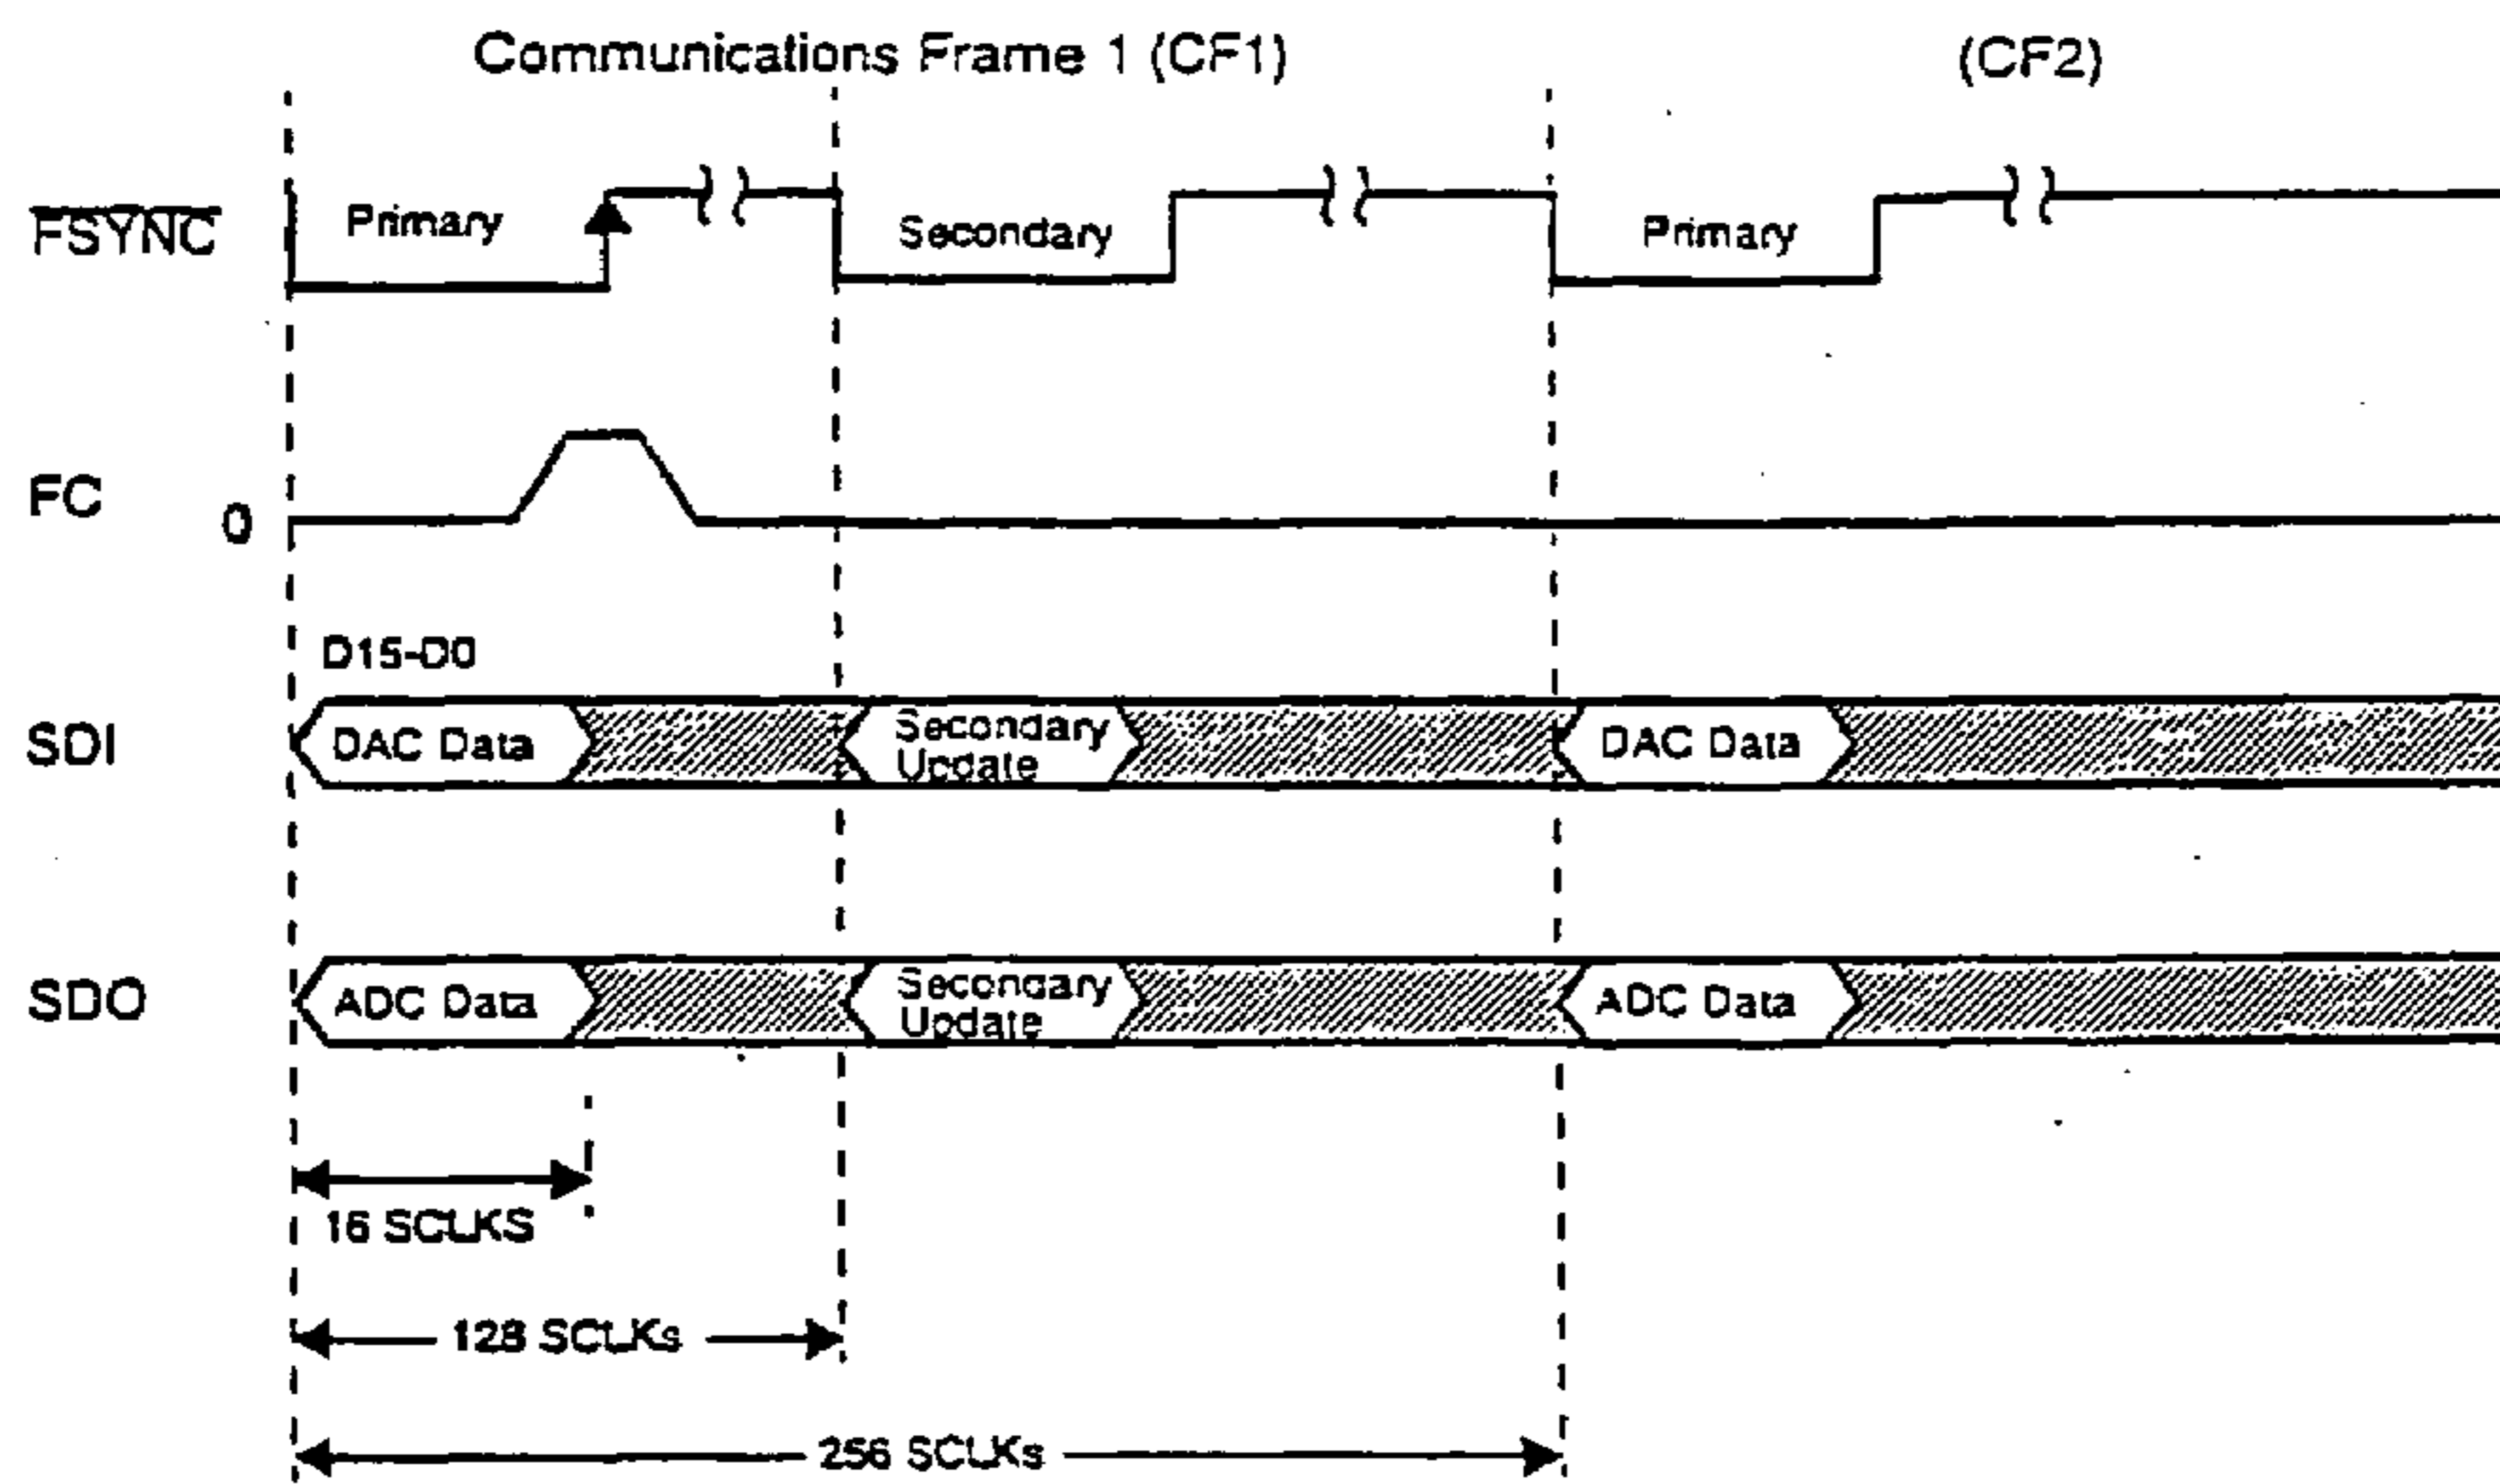 Communications Frame 1 (CF1)
(CF2)
FSYNC
Primary
Secondary
Primary
FC
0
D15-D0
SDI
DAC Data
Secondary
Update
DAC Data
SDO
ADC Data
Secondary
Update
ADC Data
16 SCLKS
128 SCLKs
256 SCLKs